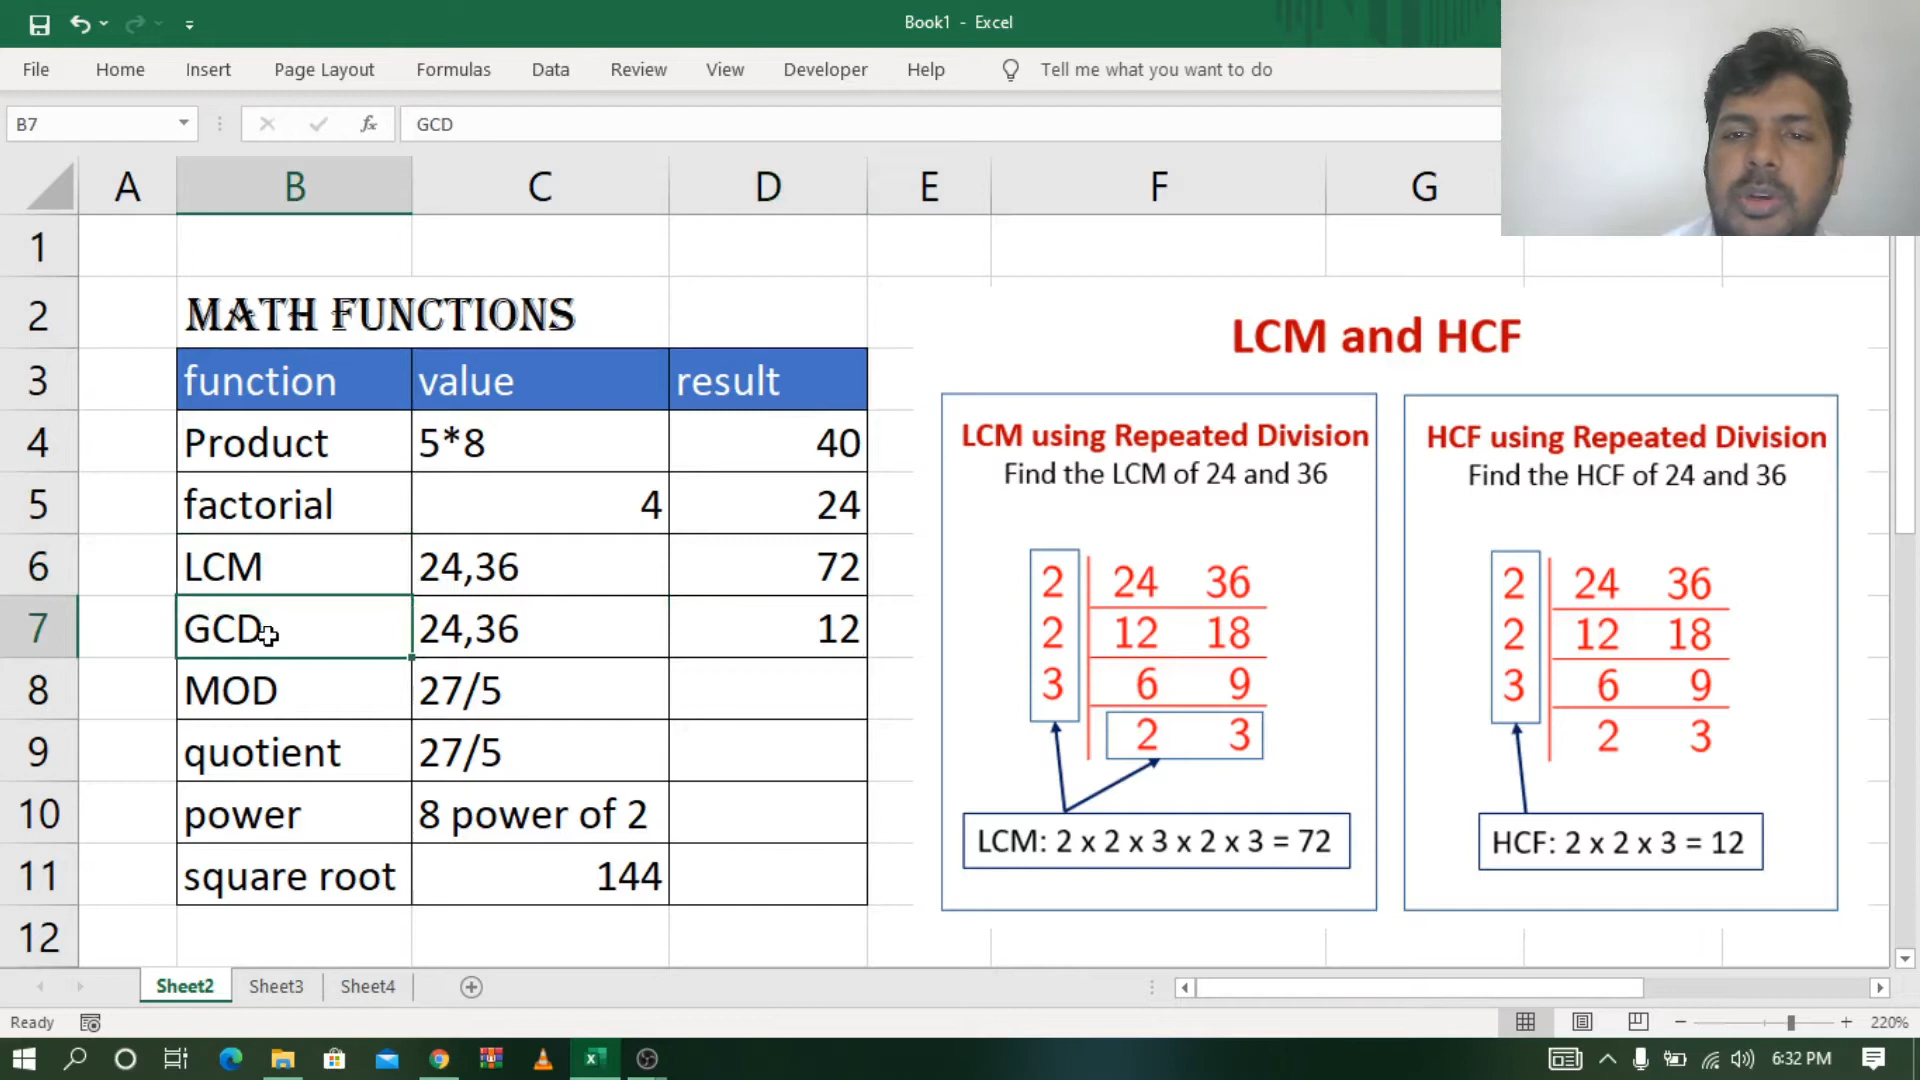 Book1 - Excel
File Home Insert Page Layout Formulas Data Review View Developer Help Tell me what you want to do
B7 fx GCD
A B C D E F G
1
2 MATH FUNCTIONS
3 function value result
4 Product 5*8 40
5 factorial 4 24
6 LCM 24,36 72
7 GCD 24,36 12
8 MOD 27/5
9 quotient 27/5
10 power 8 power of 2
11 square root 144
12
LCM and HCF
LCM using Repeated Division
Find the LCM of 24 and 36
2 24 36
2 12 18
3 6 9
2 3
LCM: 2 x 2 x 3 x 2 x 3 = 72
HCF using Repeated Division
Find the HCF of 24 and 36
2 24 36
2 12 18
3 6 9
2 3
HCF: 2 x 2 x 3 = 12
Sheet2 Sheet3 Sheet4
Ready 220%
6:32 PM